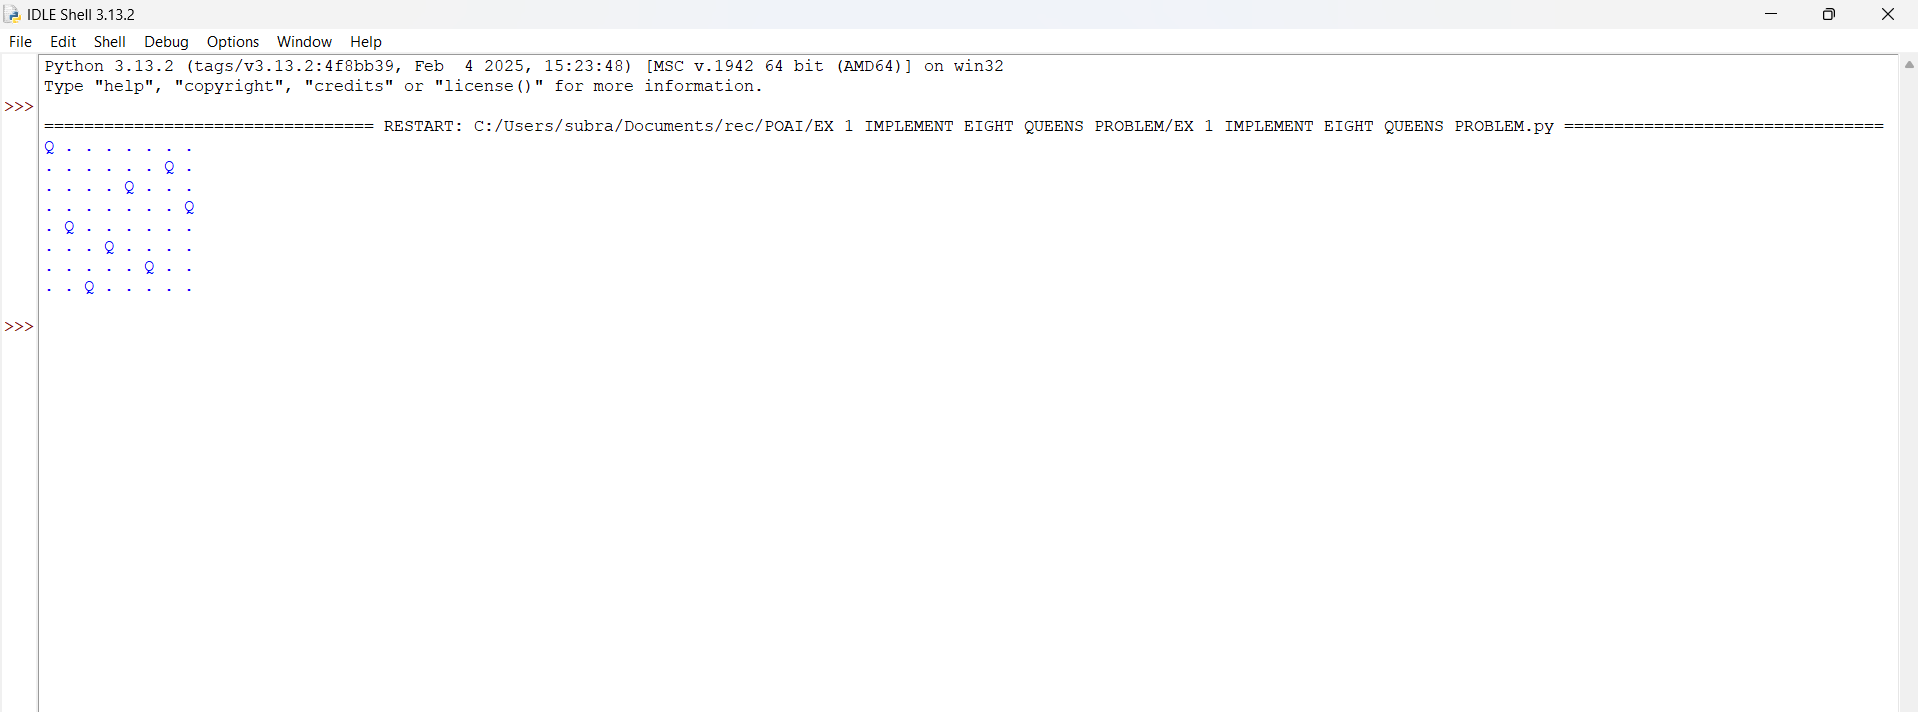 IDLE Shell 3.13.2
File Edit Shell Debug Options Window Help
Python 3.13.2 (tags/v3.13.2:4f8bb39, Feb  4 2025, 15:23:48) [MSC v.1942 64 bit (AMD64)] on win32
Type "help", "copyright", "credits" or "license()" for more information.
>>>
================================= RESTART: C:/Users/subra/Documents/rec/POAI/EX 1 IMPLEMENT EIGHT QUEENS PROBLEM/EX 1 IMPLEMENT EIGHT QUEENS PROBLEM.py ================================
Q . . . . . . .
. . . . . . Q .
. . . . Q . . .
. . . . . . . Q
. Q . . . . . .
. . . Q . . . .
. . . . . Q . .
. . Q . . . . .
>>>